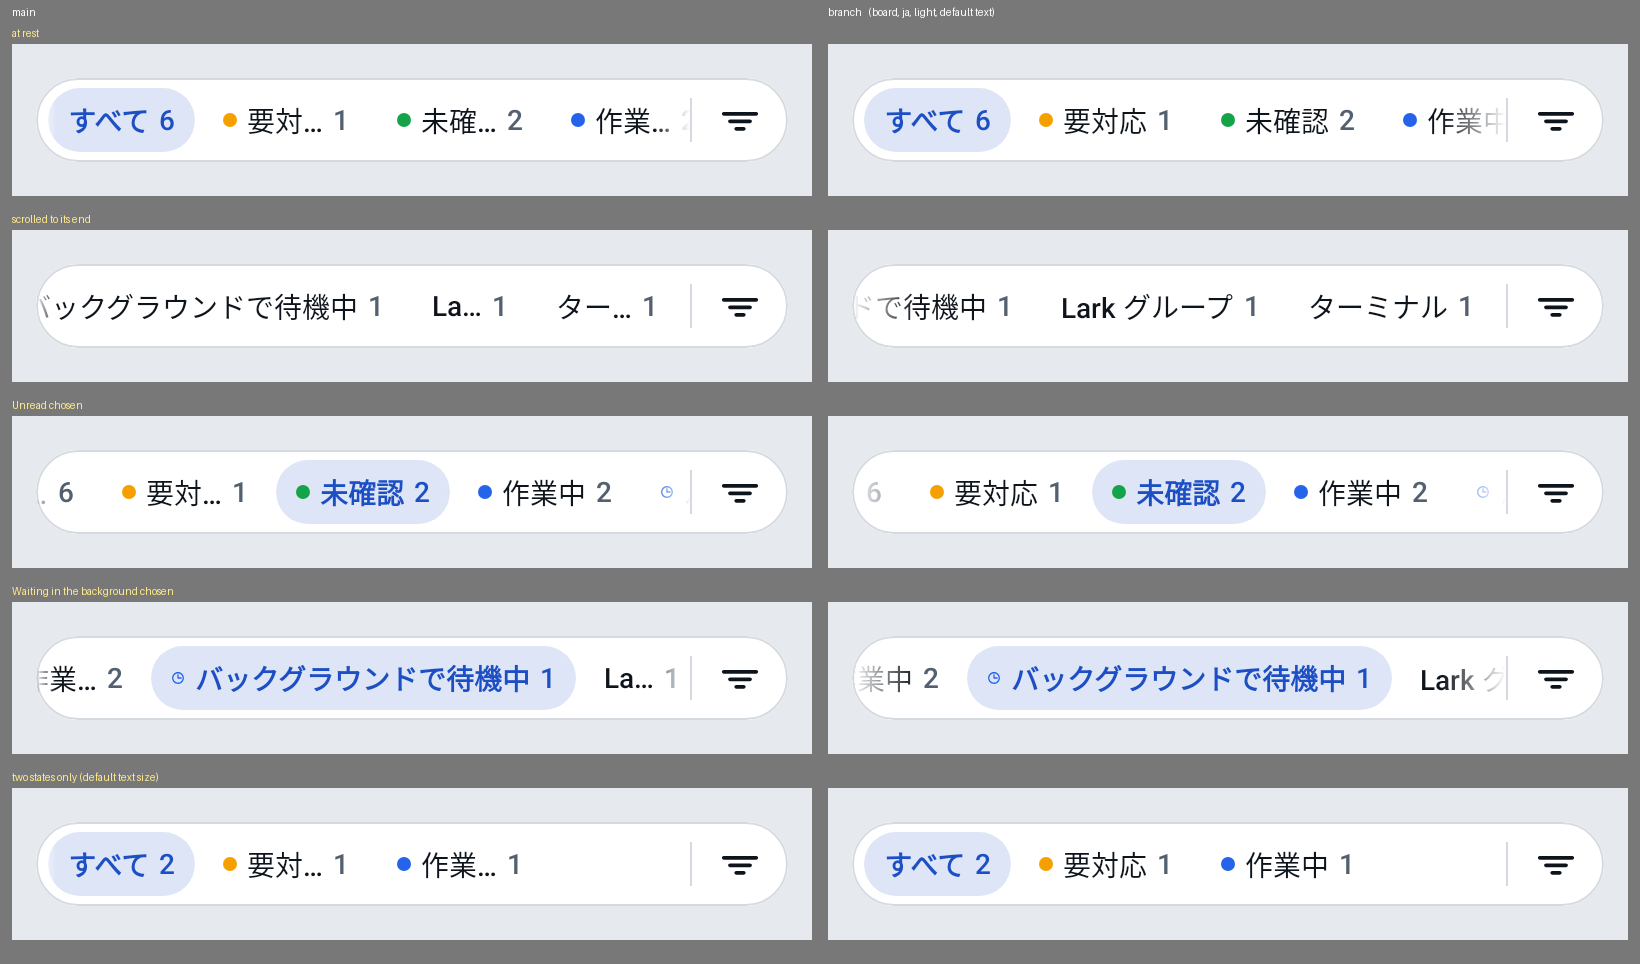 main
branch (board, ja, light, default text)
at rest
すべて 6 要対... 1 未確... 2 作業...
すべて 6 要対応 1 未確認 2 作業中
scrolled to its end
バックグラウンドで待機中 1 La... 1 ター... 1
ドで待機中 1 Lark グループ 1 ターミナル 1
Unread chosen
. 6 要対... 1 未確認 2 作業中 2
6 要対応 1 未確認 2 作業中 2
Waiting in the background chosen
作業... 2 バックグラウンドで待機中 1 La... 1
業中 2 バックグラウンドで待機中 1 Lark グ
two states only (default text size)
すべて 2 要対... 1 作業... 1
すべて 2 要対応 1 作業中 1